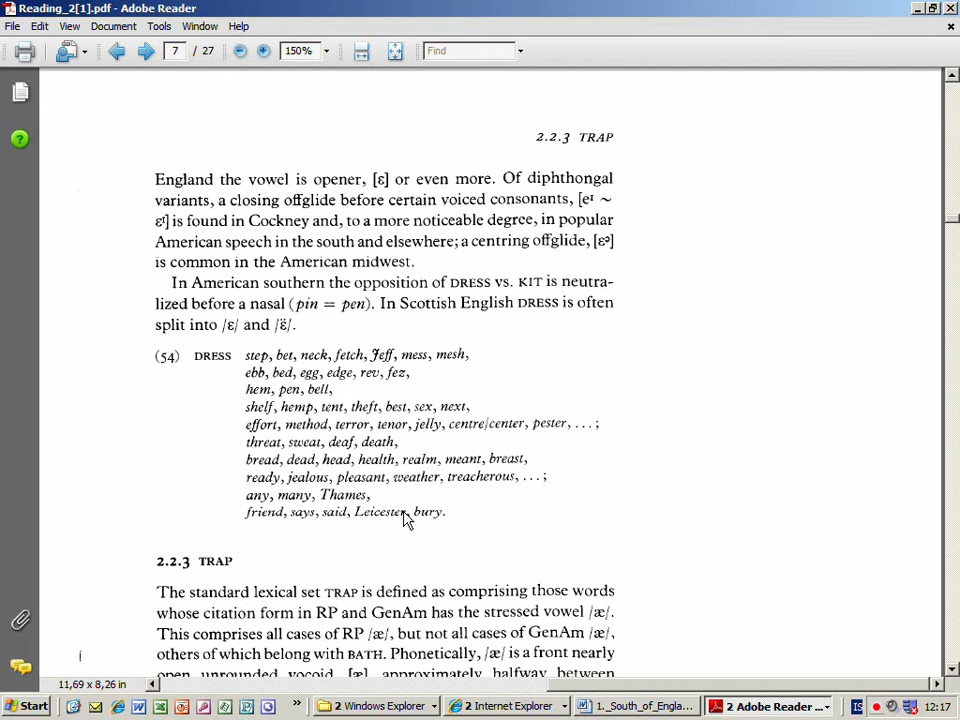 Reading_2[1].pdf - Adobe Reader
File Edit View Document Tools Window Help
7 / 27 150% Find
2.2.3 TRAP
England the vowel is opener, [ɛ] or even more. Of diphthongal
variants, a closing offglide before certain voiced consonants, [eɪ ~
ɛɪ] is found in Cockney and, to a more noticeable degree, in popular
American speech in the south and elsewhere; a centring offglide, [ɛᵊ]
is common in the American midwest.
In American southern the opposition of DRESS vs. KIT is neutra-
lized before a nasal (pin = pen). In Scottish English DRESS is often
split into /ɛ/ and /ɛ̈/.
(54) DRESS step, bet, neck, fetch, Jeff, mess, mesh,
ebb, bed, egg, edge, rev, fez,
hem, pen, bell,
shelf, hemp, tent, theft, best, sex, next,
effort, method, terror, tenor, jelly, centre/center, pester, . . . ;
threat, sweat, deaf, death,
bread, dead, head, health, realm, meant, breast,
ready, jealous, pleasant, weather, treacherous, . . . ;
any, many, Thames,
friend, says, said, Leicester, bury.
2.2.3 TRAP
The standard lexical set TRAP is defined as comprising those words
whose citation form in RP and GenAm has the stressed vowel /æ/.
This comprises all cases of RP /æ/, but not all cases of GenAm /æ/,
others of which belong with BATH. Phonetically, /æ/ is a front nearly
open unrounded vocoid, [æ], approximately halfway between
11,69 x 8,26 in
Start 2 Windows Explorer 2 Internet Explorer 1._South_of_Engla... 2 Adobe Reader IS 12:17